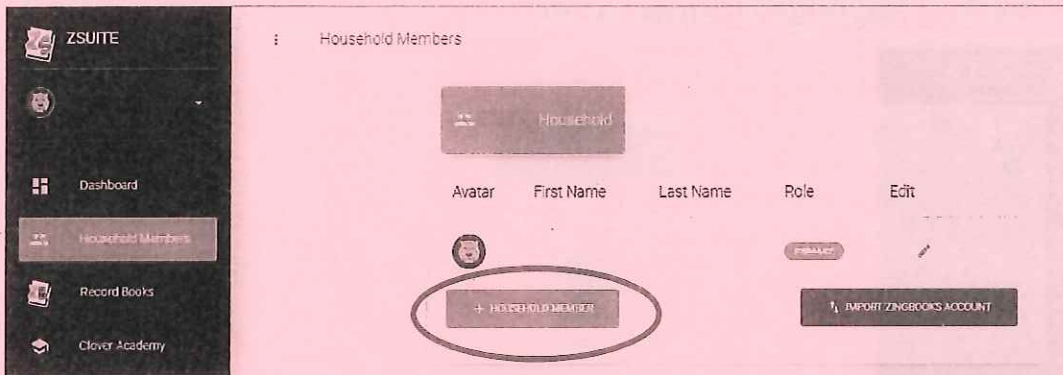 ZSUITE
Household Members
Household
Dashboard
Avatar First Name Last Name Role Edit
Household Members
PRIMARY
Record Books
+ HOUSEHOLD MEMBER
IMPORT ZINGBOOKS ACCOUNT
Clover Academy